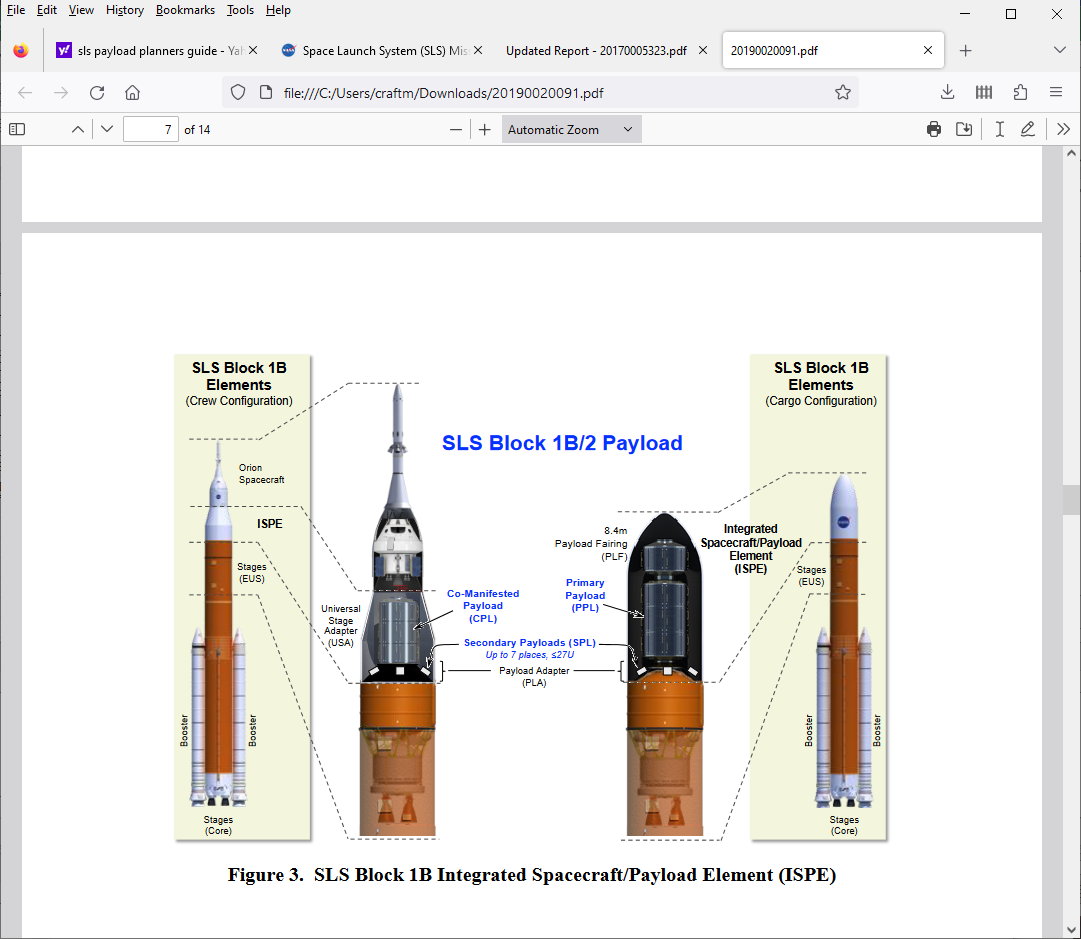 File Edit View History Bookmarks Tools Help
sls payload planners guide - Yah
Space Launch System (SLS) Mis
Updated Report - 20170005323.pdf
20190020091.pdf
file:///C:/Users/craftm/Downloads/20190020091.pdf
7 of 14
Automatic Zoom
SLS Block 1B
Elements
(Crew Configuration)
Orion
Spacecraft
ISPE
Stages
(EUS)
Booster
Booster
Stages
(Core)
SLS Block 1B/2 Payload
Universal
Stage
Adapter
(USA)
Co-Manifested
Payload
(CPL)
Secondary Payloads (SPL)
Up to 7 places, ≤27U
Payload Adapter
(PLA)
8.4m
Payload Fairing
(PLF)
Primary
Payload
(PPL)
Integrated
Spacecraft/Payload
Element
(ISPE)
SLS Block 1B
Elements
(Cargo Configuration)
Stages
(EUS)
Booster
Booster
Stages
(Core)
Figure 3. SLS Block 1B Integrated Spacecraft/Payload Element (ISPE)